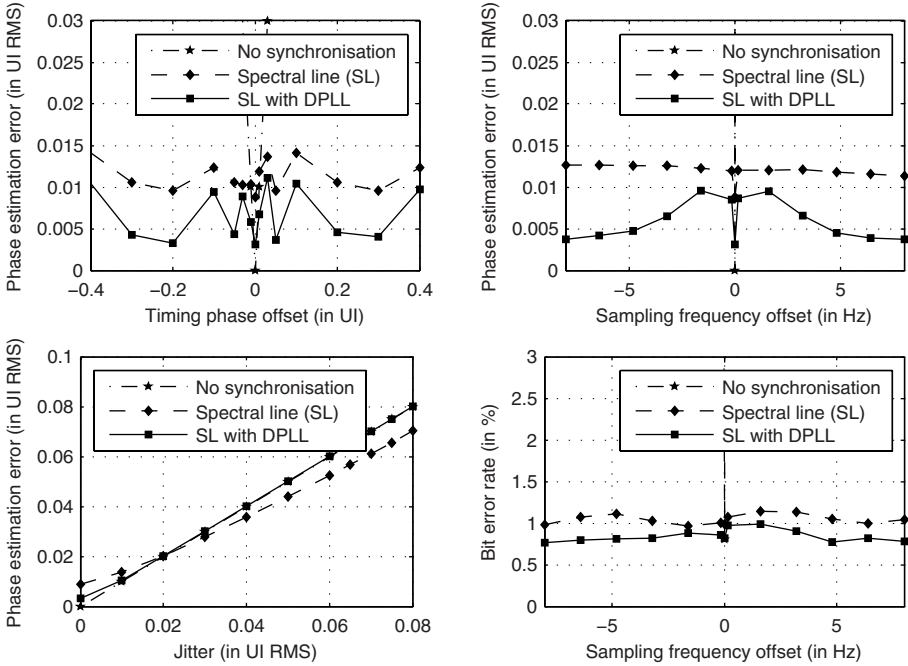 Phase estimation error (in UI RMS)
0.03
0.025
0.02
0.015
0.01
0.005
0
No synchronisation
Spectral line (SL)
SL with DPLL
−0.4
−0.2
0
0.2
0.4
Timing phase offset (in UI)
Phase estimation error (in UI RMS)
0.03
0.025
0.02
0.015
0.01
0.005
0
No synchronisation
Spectral line (SL)
SL with DPLL
−5
0
5
Sampling frequency offset (in Hz)
Phase estimation error (in UI RMS)
0.1
0.08
0.06
0.04
0.02
0
No synchronisation
Spectral line (SL)
SL with DPLL
0
0.02
0.04
0.06
0.08
Jitter (in UI RMS)
Bit error rate (in %)
3
2.5
2
1.5
1
0.5
0
No synchronisation
Spectral line (SL)
SL with DPLL
−5
0
5
Sampling frequency offset (in Hz)